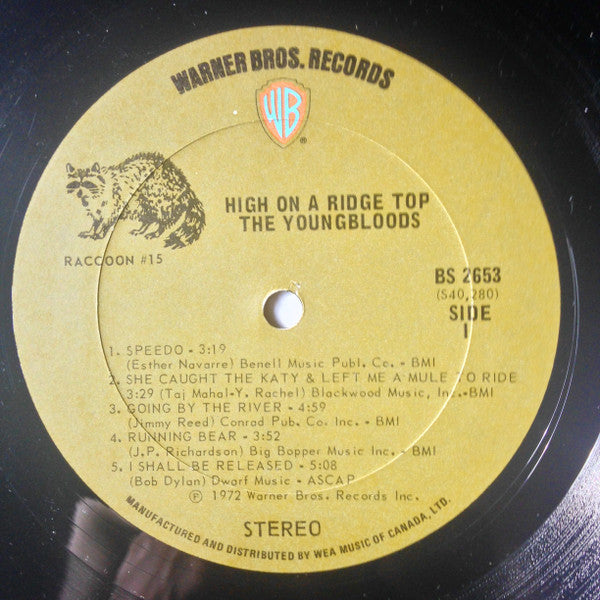 WARNER BROS. RECORDS
WB
®
HIGH ON A RIDGE TOP
THE YOUNGBLOODS
RACCOON #15
BS 2653
(S40,280)
SIDE
1
1. SPEEDO - 3:19
(Esther Navarre) Benell Music Publ. Co. - BMI
2. SHE CAUGHT THE KATY & LEFT ME A MULE TO RIDE
3:29 (Taj Mahal-Y. Rachel) Blackwood Music, Inc.-BMI
3. GOING BY THE RIVER - 4:59
(Jimmy Reed) Conrad Pub. Co Inc. - BMI
4. RUNNING BEAR - 3:52
(J.P. Richardson) Big Bopper Music Inc. - BMI
5. I SHALL BE RELEASED - 5:08
(Bob Dylan) Dwarf Music - ASCAP
℗ 1972 Warner Bros. Records Inc.
STEREO
MANUFACTURED AND DISTRIBUTED BY WEA MUSIC OF CANADA, LTD.